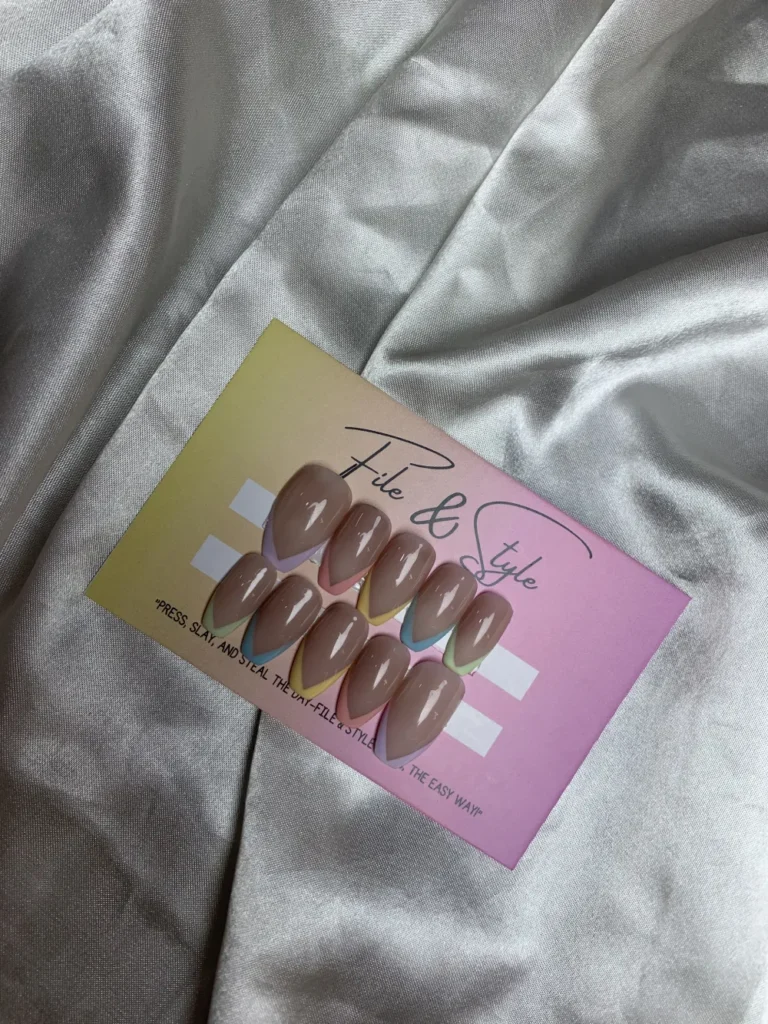 File & Style
"PRESS, SLAY, AND STEAL THE DAY-FILE & STYLE THE EASY WAY!"